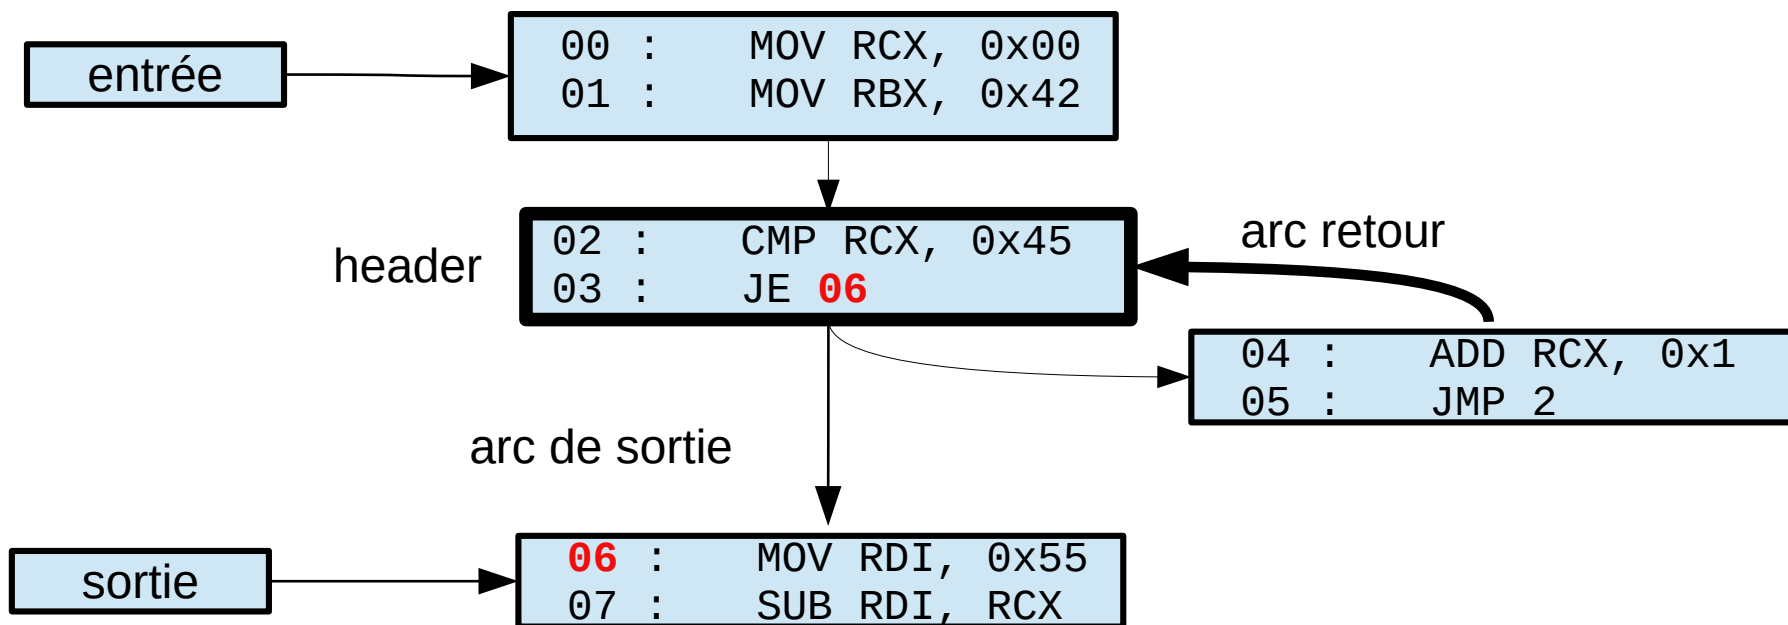 entrée
00 : MOV RCX, 0x00
01 : MOV RBX, 0x42
header
02 : CMP RCX, 0x45
03 : JE 06
arc retour
04 : ADD RCX, 0x1
05 : JMP 2
arc de sortie
sortie
06 : MOV RDI, 0x55
07 : SUB RDI, RCX